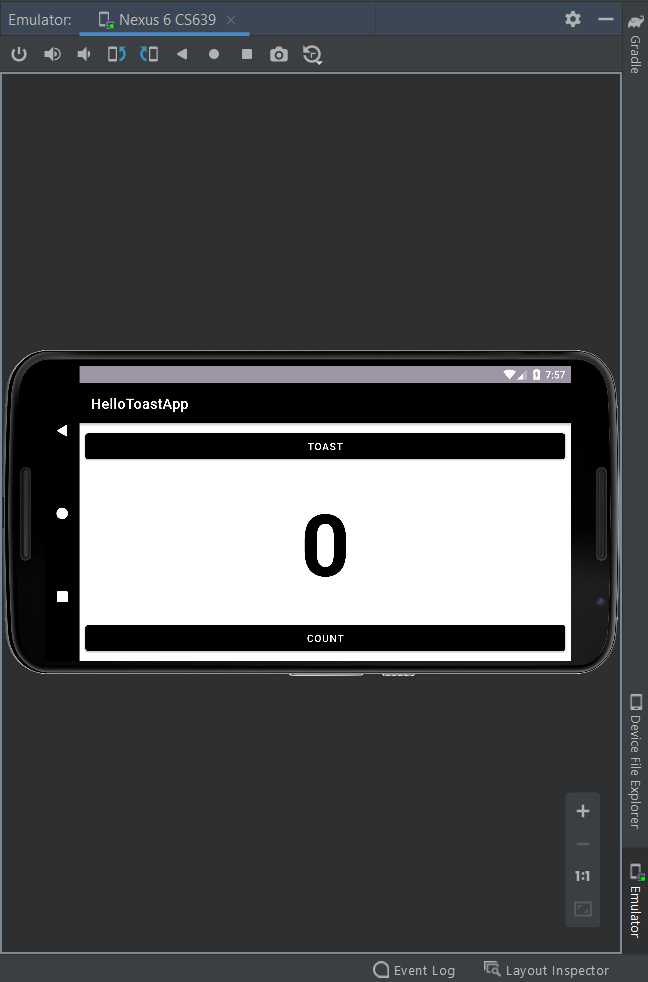 Emulator: Nexus 6 CS639
Gradle
7:57
HelloToastApp
TOAST
0
COUNT
Device File Explorer
1:1
Emulator
Event Log Layout Inspector